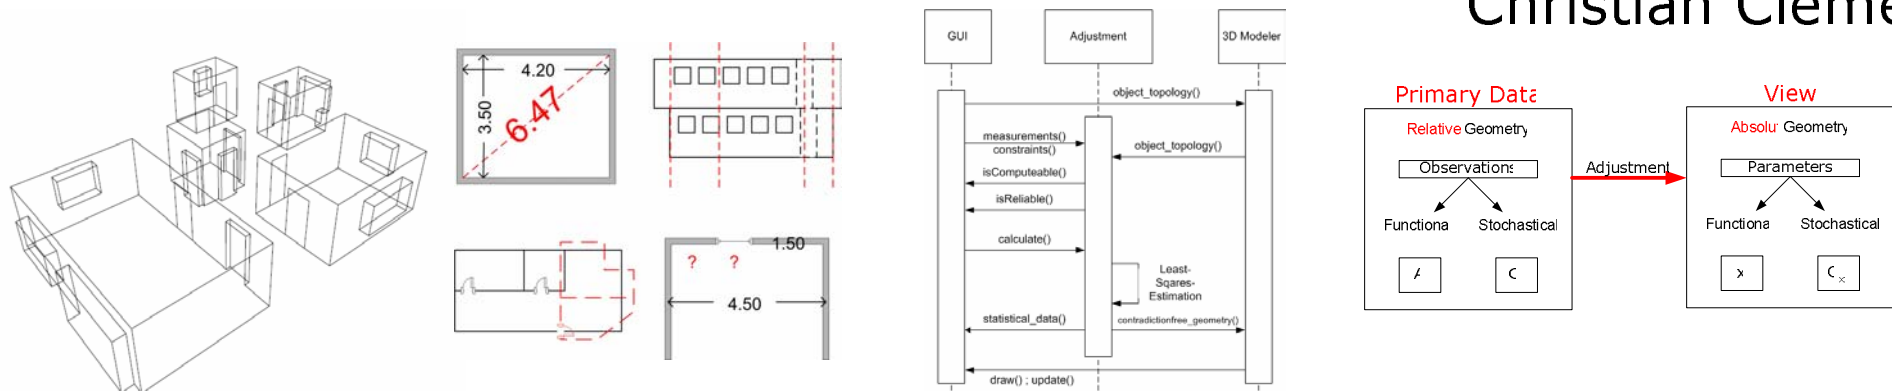 Christian Cleme
4.20
3.50
6.47
? ?
1.50
4.50
GUI
Adjustment
3D Modeler
object_topology()
measurements()
constraints()
object_topology()
isComputeable()
isReliable()
calculate()
Least-
Sqares-
Estimation
statistical_data()
contradictionfree_geometry()
draw() ; update()
Primary Data
Relative Geometry
Observations
Functiona
Stochastical
C
Adjustment
View
Absolu Geometry
Parameters
Functiona
Stochastical
x
C x